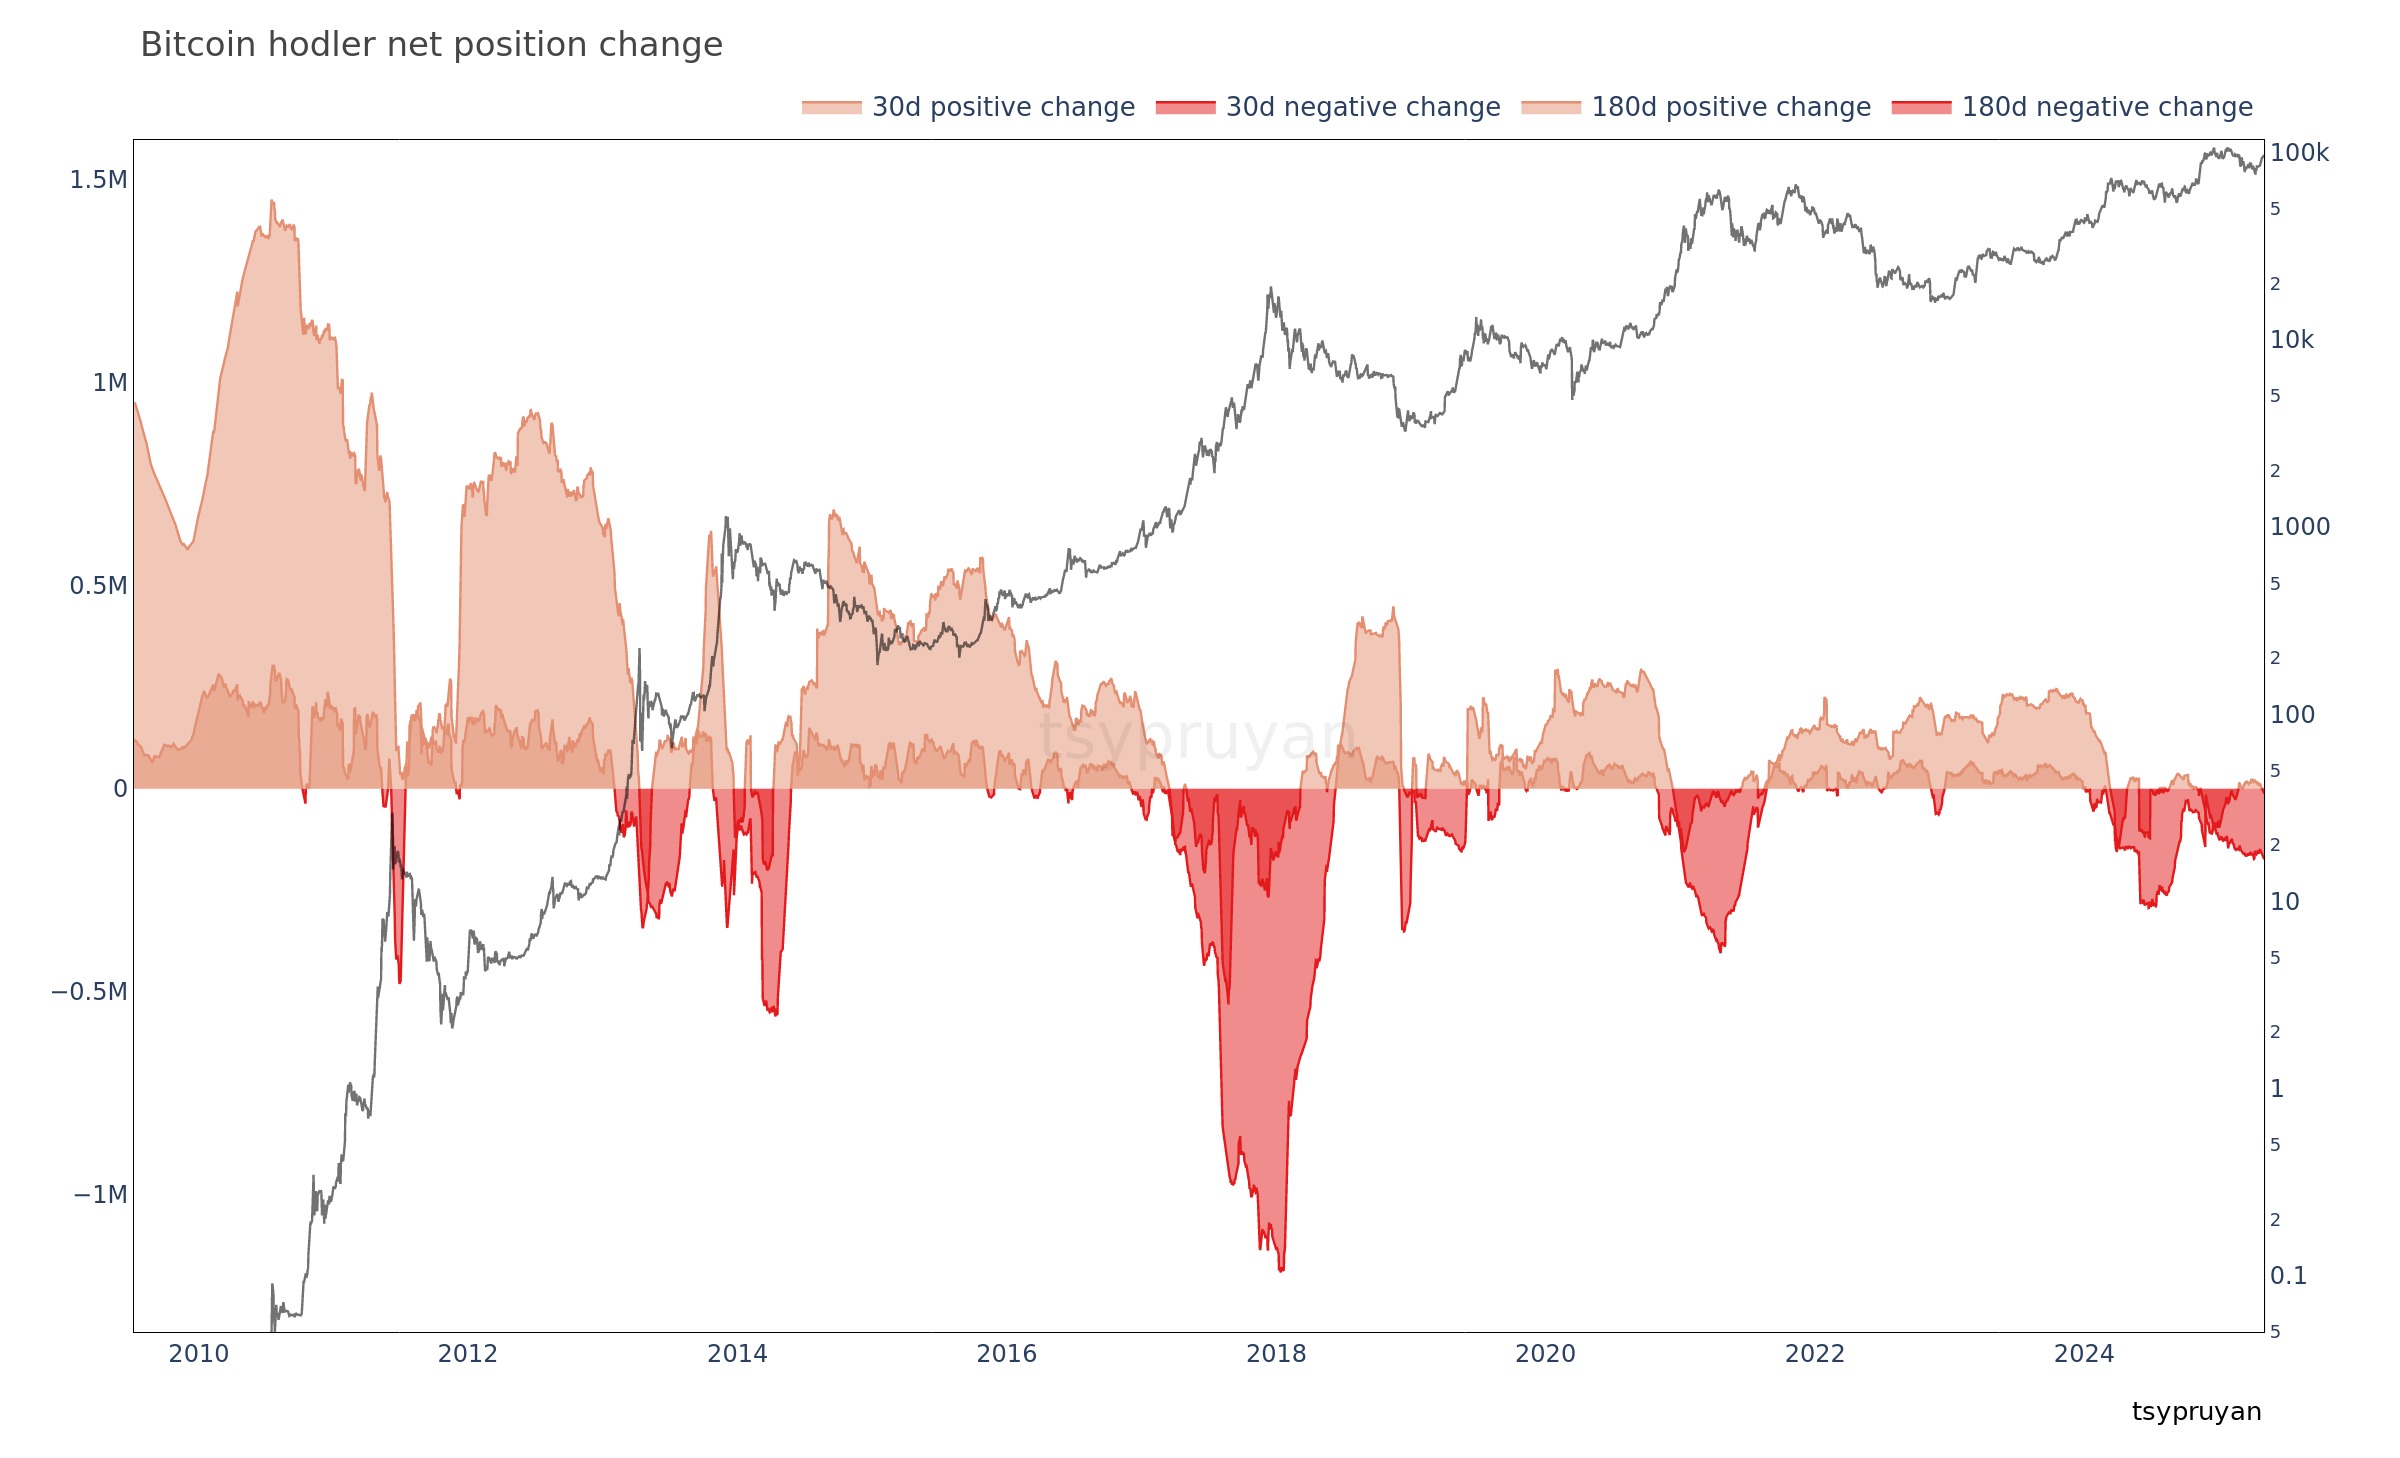 Bitcoin hodler net position change
30d positive change 30d negative change 180d positive change 180d negative change
1.5M
1M
0.5M
0
−0.5M
−1M
100k
5
2
10k
5
2
1000
5
2
100
5
2
10
5
2
1
5
2
0.1
5
tsypruyan
2010 2012 2014 2016 2018 2020 2022 2024
tsypruyan